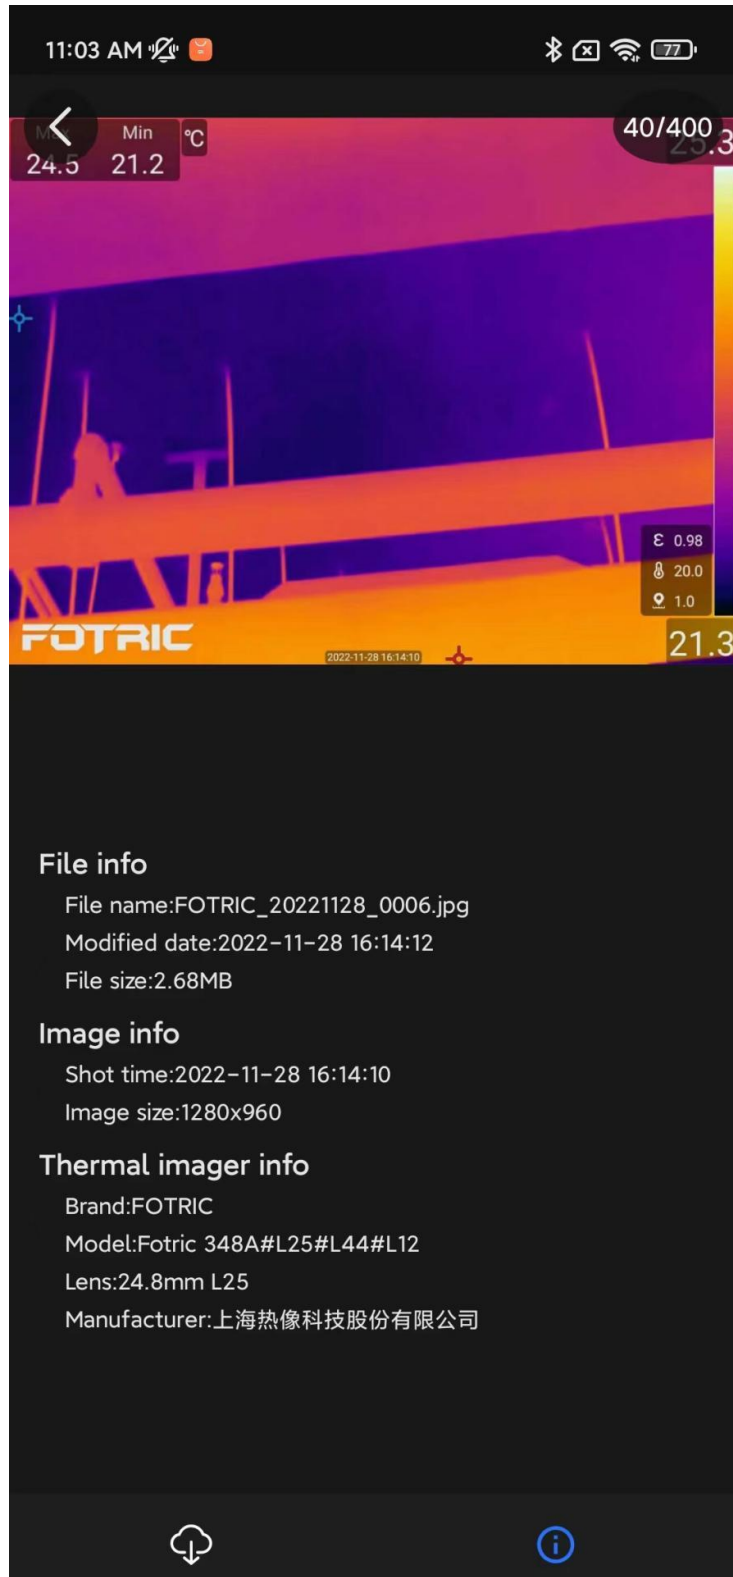 11:03 AM
77
40/400
Max Min °C
24.5 21.2
25.3
ε 0.98
20.0
1.0
FOTRIC
2022-11-28 16:14:10
21.3
File info
File name:FOTRIC_20221128_0006.jpg
Modified date:2022-11-28 16:14:12
File size:2.68MB
Image info
Shot time:2022-11-28 16:14:10
Image size:1280x960
Thermal imager info
Brand:FOTRIC
Model:Fotric 348A#L25#L44#L12
Lens:24.8mm L25
Manufacturer:上海热像科技股份有限公司